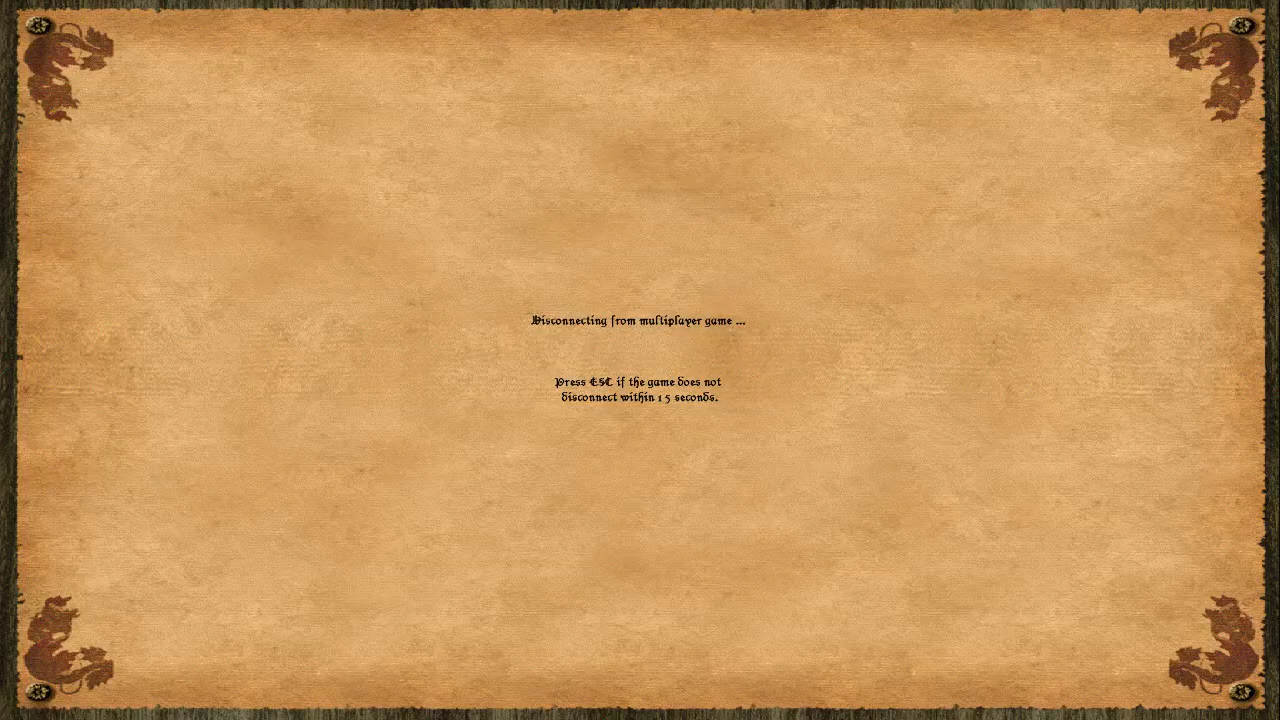 Disconnecting from multiplayer game ...
Press ESC if the game does not
disconnect within 15 seconds.